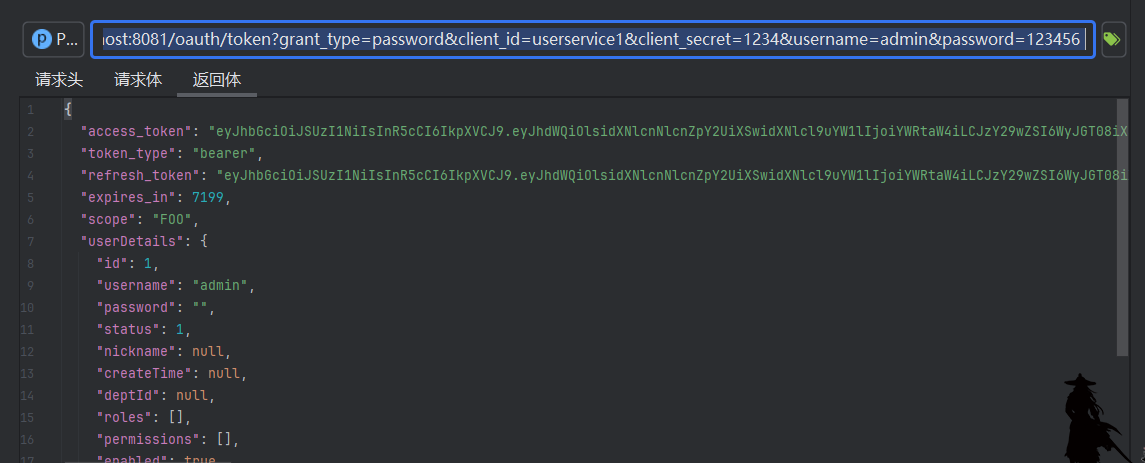 P P... ost:8081/oauth/token?grant_type=password&client_id=userservice1&client_secret=1234&username=admin&password=123456
请求头 请求体 返回体
1 {
2 "access_token": "eyJhbGciOiJSUzI1NiIsInR5cCI6IkpXVCJ9.eyJhdWQiOlsidXNlcnNlcnZpY2UiXSwidXNlcl9uYW1lIjoiYWRtaW4iLCJzY29wZSI6WyJGT08iX
3 "token_type": "bearer",
4 "refresh_token": "eyJhbGciOiJSUzI1NiIsInR5cCI6IkpXVCJ9.eyJhdWQiOlsidXNlcnNlcnZpY2UiXSwidXNlcl9uYW1lIjoiYWRtaW4iLCJzY29wZSI6WyJGT08i
5 "expires_in": 7199,
6 "scope": "FOO",
7 "userDetails": {
8 "id": 1,
9 "username": "admin",
10 "password": "",
11 "status": 1,
12 "nickname": null,
13 "createTime": null,
14 "deptId": null,
15 "roles": [],
16 "permissions": [],
17 "enabled": true